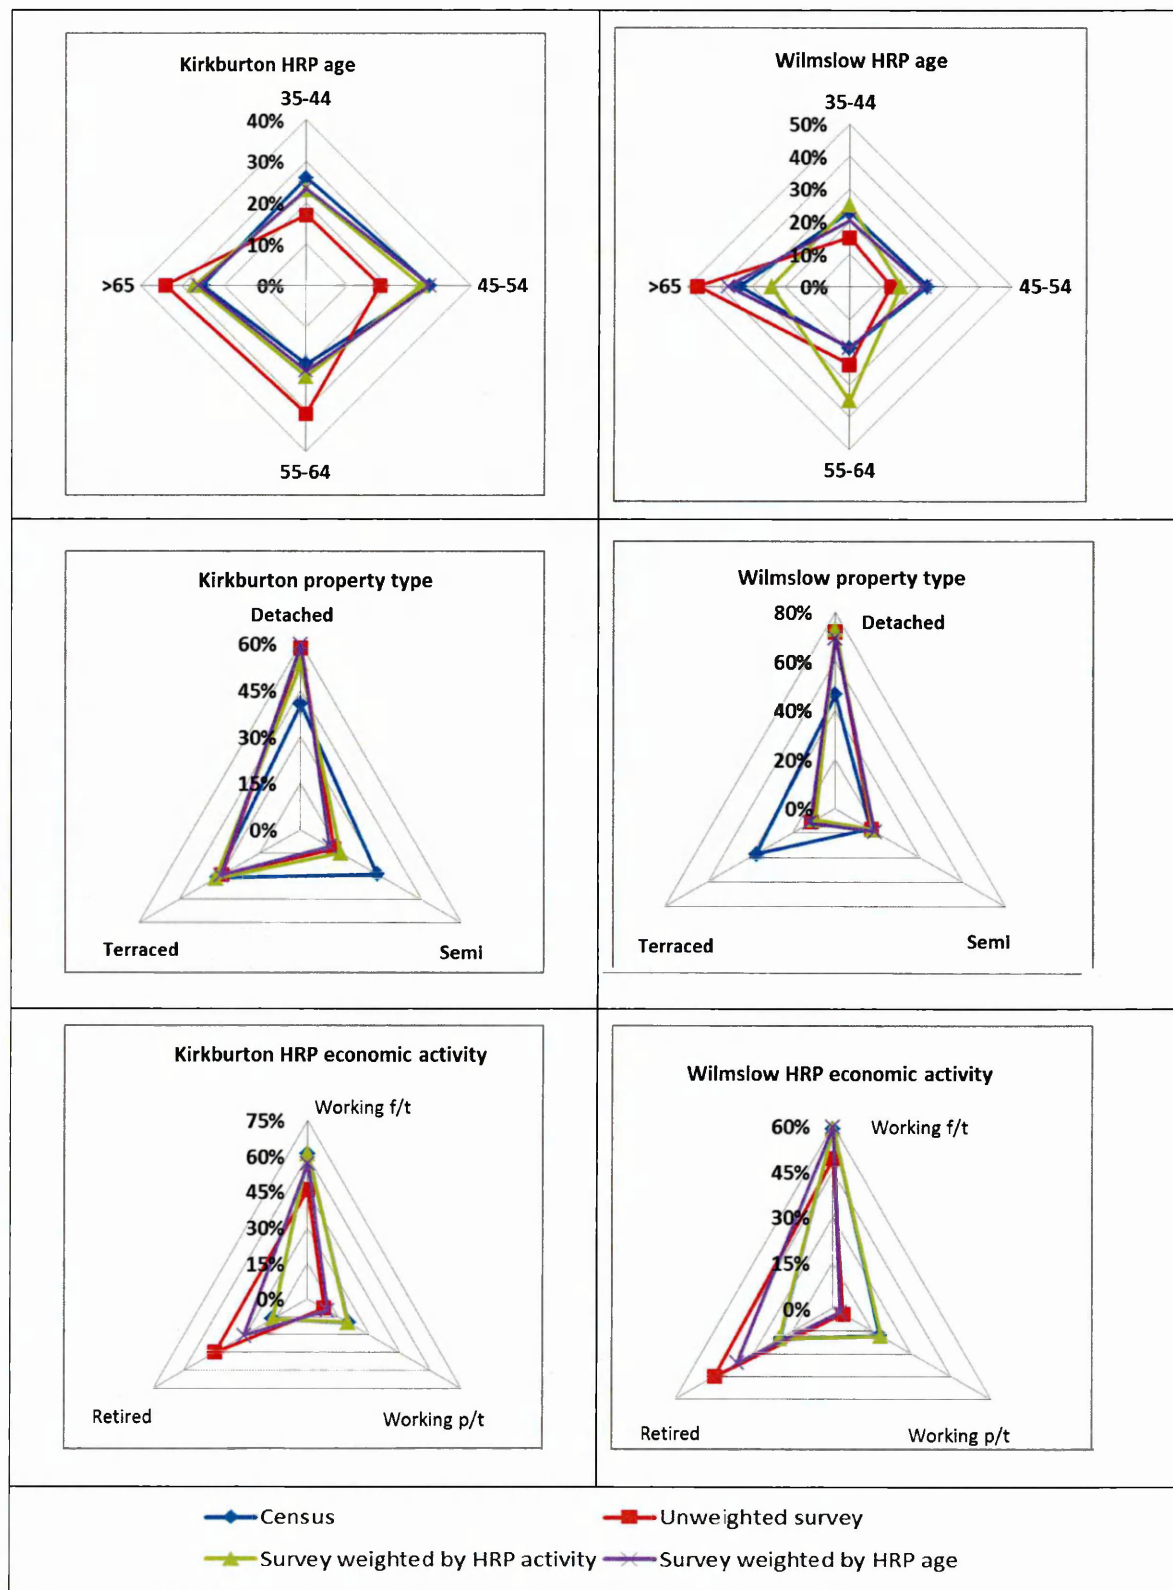 Kirkburton HRP age
35-44
40%
30%
20%
10%
0%
>65
45-54
55-64
Wilmslow HRP age
35-44
50%
40%
30%
20%
10%
0%
>65
45-54
55-64
Kirkburton property type
Detached
60%
45%
30%
15%
0%
Terraced
Semi
Wilmslow property type
80%
Detached
60%
40%
20%
0%
Terraced
Semi
Kirkburton HRP economic activity
75%
Working f/t
60%
45%
30%
15%
0%
Retired
Working p/t
Wilmslow HRP economic activity
60%
Working f/t
45%
30%
15%
0%
Retired
Working p/t
Census
Unweighted survey
Survey weighted by HRP activity
Survey weighted by HRP age